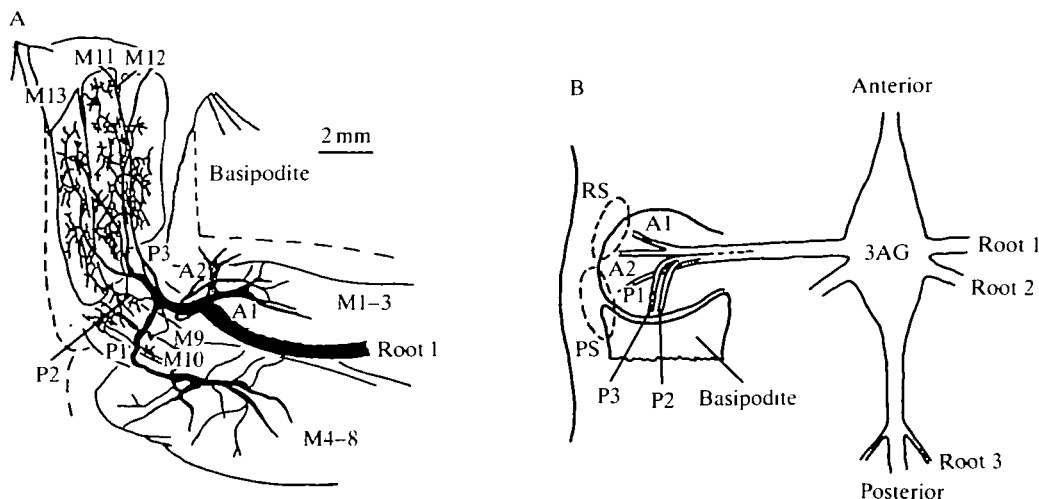 A
M11 M12
M13
2 mm
Basipodite
P3
A2
M1–3
A1
M9
P1
M10
Root 1
P2
M4–8
B
Anterior
RS
A1
Root 1
3AG
A2
Root 2
P1
PS
P3
P2
Basipodite
Root 3
Posterior